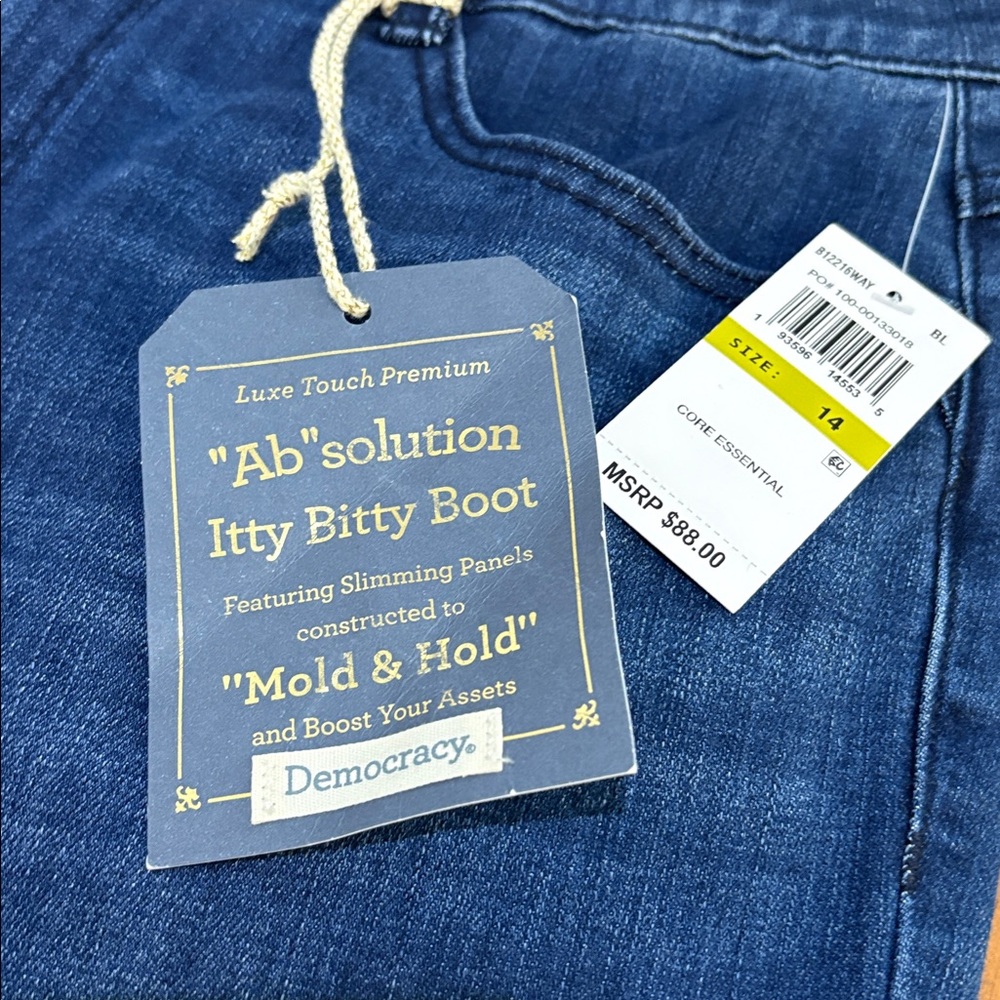 Luxe Touch Premium
"Ab"solution
Itty Bitty Boot
Featuring Slimming Panels
constructed to
"Mold & Hold"
and Boost Your Assets
Democracy®
B12216WAY BL
PO# 100-00133018
1 93596 14553 5
SIZE: 14
CORE ESSENTIAL
MSRP $88.00